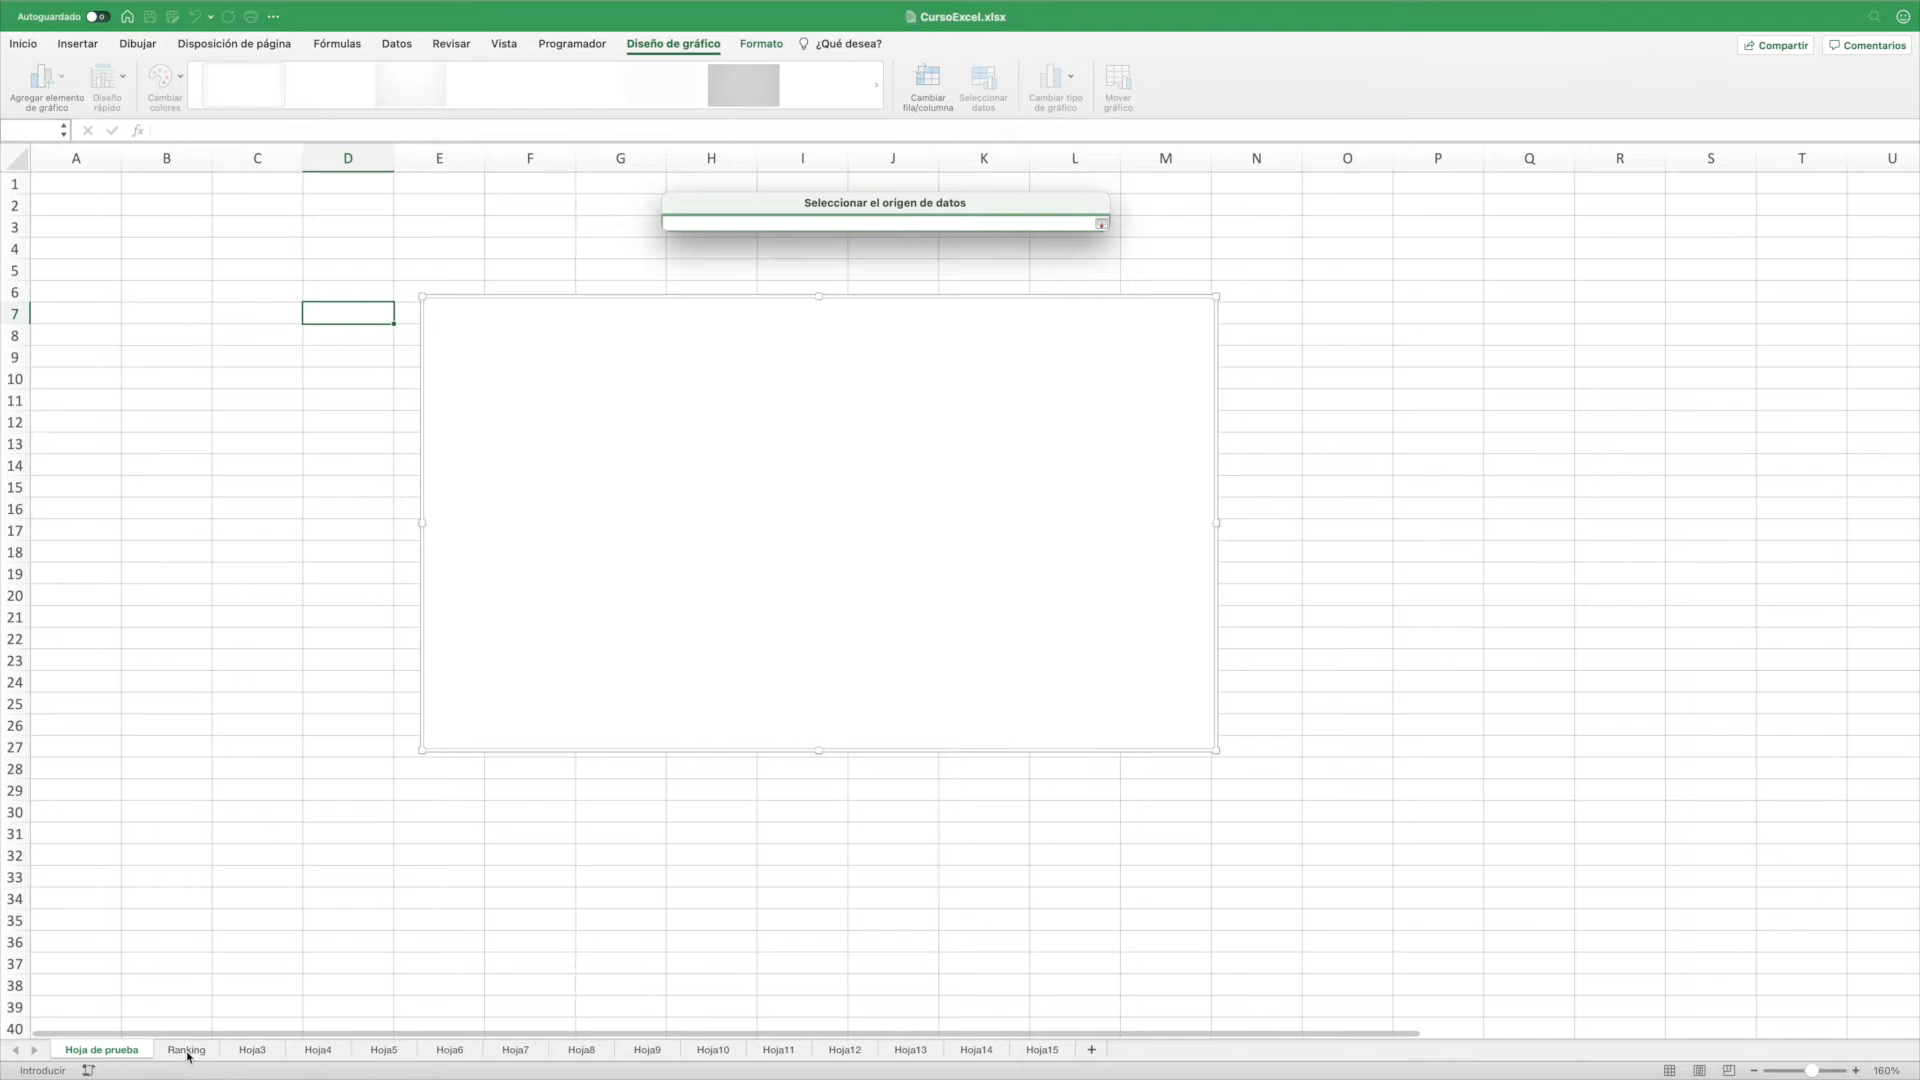 Autoguardado
CursoExcel.xlsx
Inicio Insertar Dibujar Disposición de página Fórmulas Datos Revisar Vista Programador Diseño de gráfico Formato ¿Qué desea? Compartir Comentarios
Agregar elemento de gráfico
Diseño rápido
Cambiar colores
Cambiar fila/columna
Seleccionar datos
Cambiar tipo de gráfico
Mover gráfico
fx
A B C D E F G H I J K L M N O P Q R S T U
Seleccionar el origen de datos
1
2
3
4
5
6
7
8
9
10
11
12
13
14
15
16
17
18
19
20
21
22
23
24
25
26
27
28
29
30
31
32
33
34
35
36
37
38
39
40
Hoja de prueba Ranking Hoja3 Hoja4 Hoja5 Hoja6 Hoja7 Hoja8 Hoja9 Hoja10 Hoja11 Hoja12 Hoja13 Hoja14 Hoja15 +
Introducir 160%